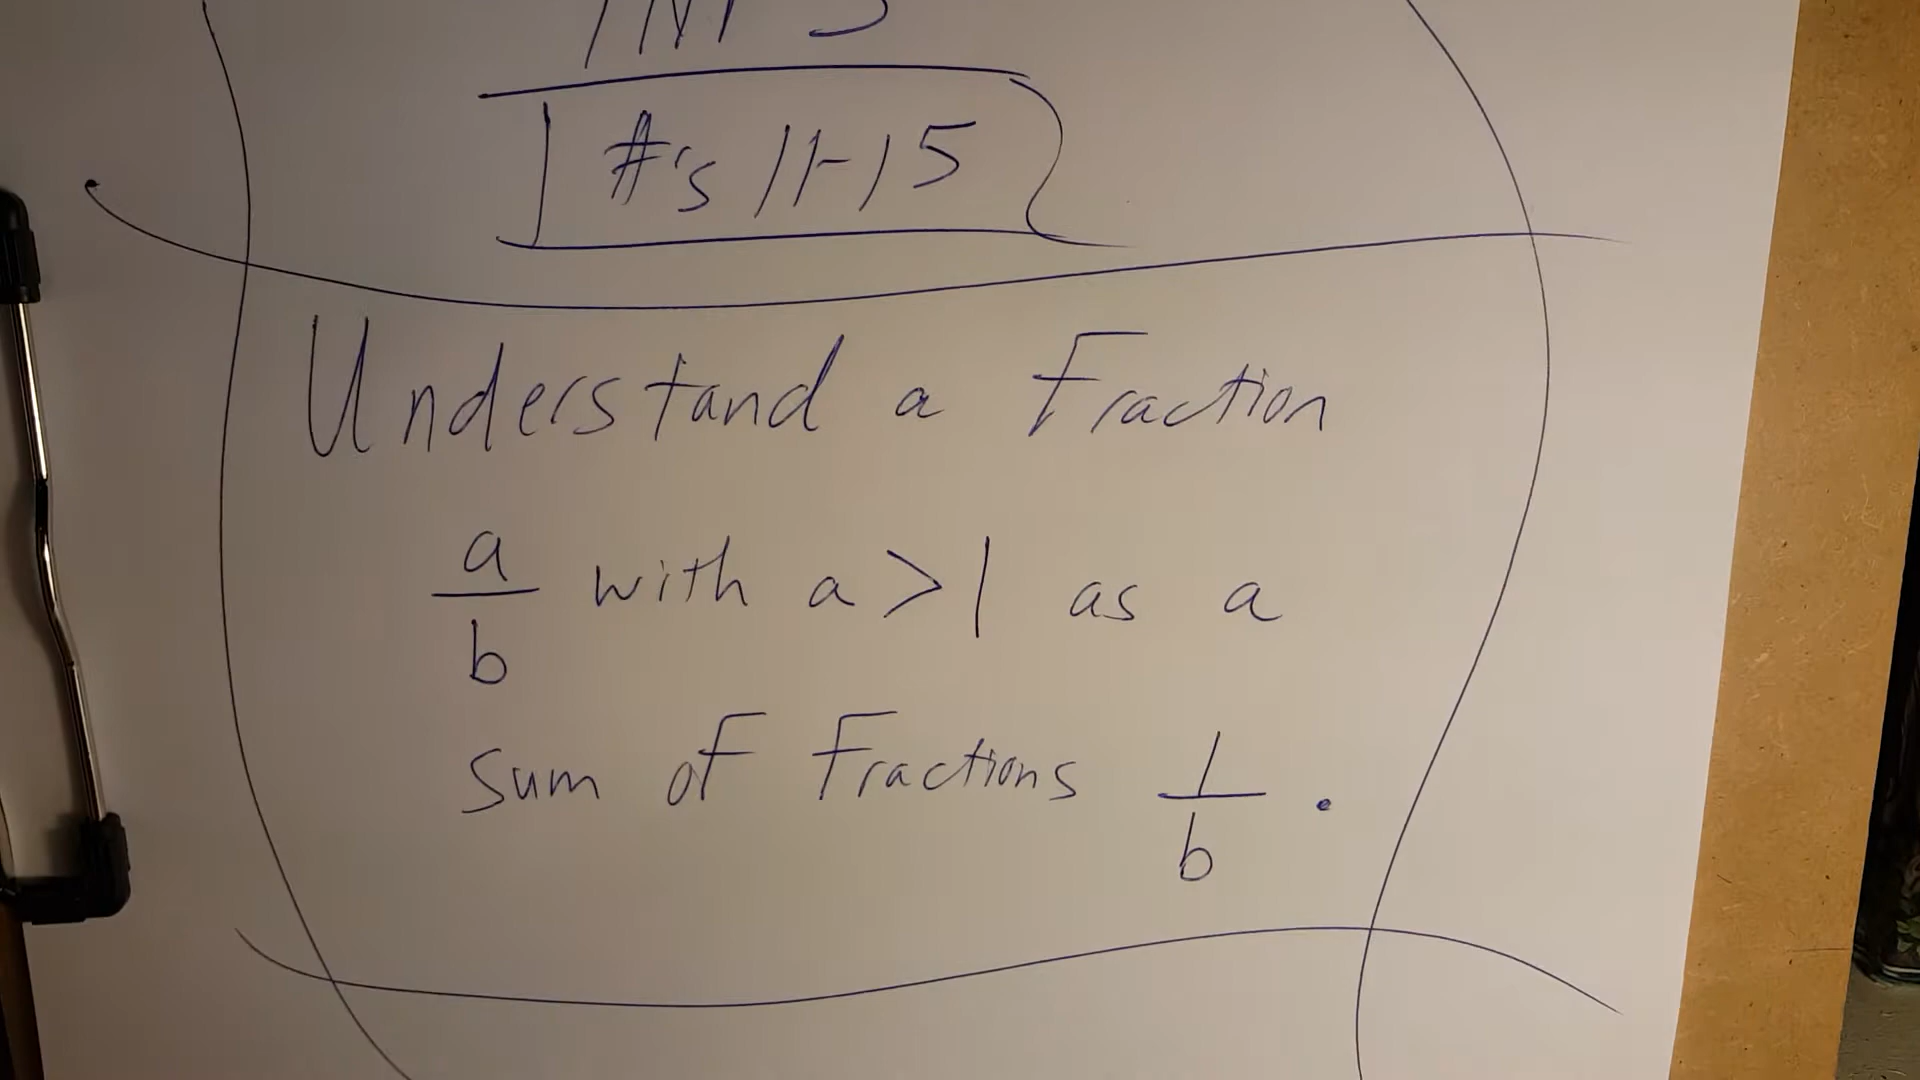 #'s 11-15
Understand a Fraction
a/b with a > 1 as a
sum of Fractions 1/b.